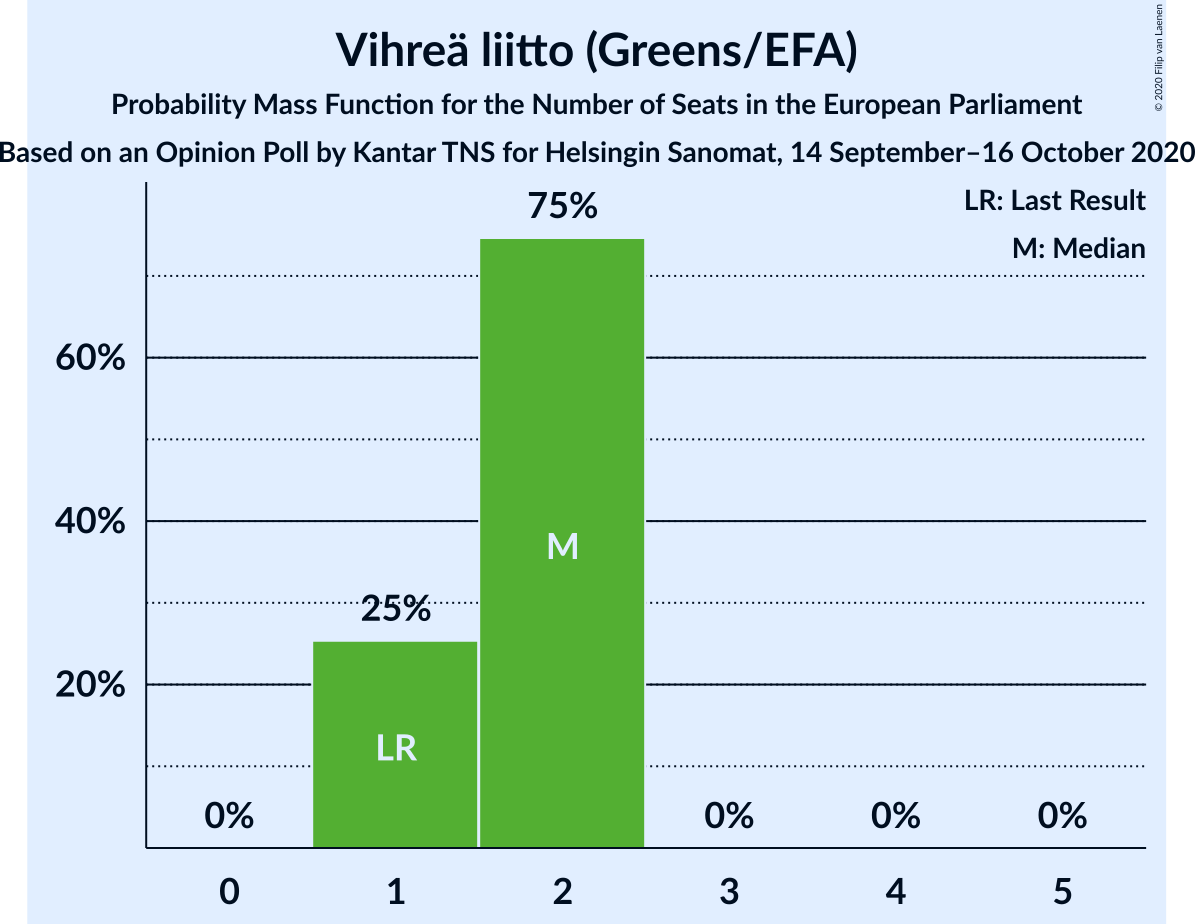 Vihreä liitto (Greens/EFA)
Probability Mass Function for the Number of Seats in the European Parliament
Based on an Opinion Poll by Kantar TNS for Helsingin Sanomat, 14 September–16 October 2020
© 2020 Filip van Laenen
LR: Last Result
M: Median
75%
60%
40%
M
25%
20%
LR
0%
0%
0%
0%
0
1
2
3
4
5